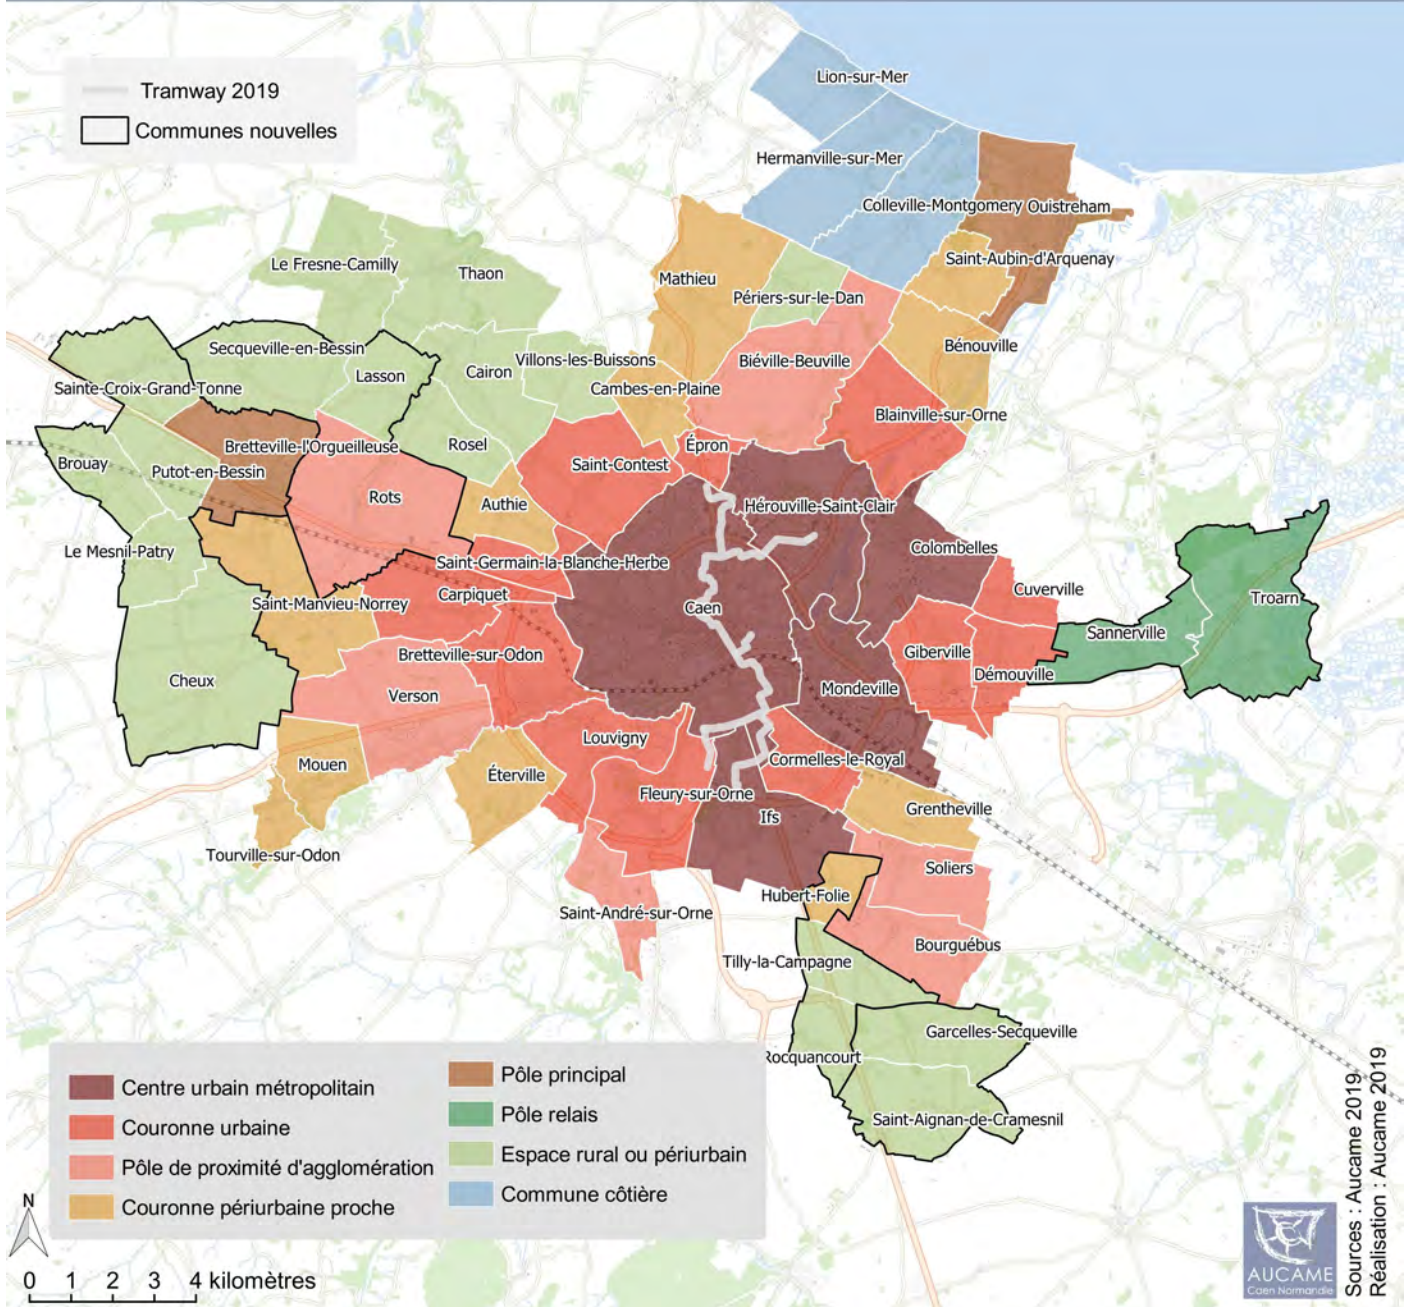 Tramway 2019
Communes nouvelles
Lion-sur-Mer
Hermanville-sur-Mer
Colleville-Montgomery
Ouistreham
Saint-Aubin-d'Arquenay
Le Fresne-Camilly
Thaon
Mathieu
Périers-sur-le-Dan
Bénouville
Secqueville-en-Bessin
Lasson
Cairon
Villons-les-Buissons
Biéville-Beuville
Sainte-Croix-Grand-Tonne
Cambes-en-Plaine
Blainville-sur-Orne
Bretteville-l'Orgueilleuse
Rosel
Épron
Brouay
Putot-en-Bessin
Saint-Contest
Rots
Authie
Hérouville-Saint-Clair
Le Mesnil-Patry
Saint-Germain-la-Blanche-Herbe
Colombelles
Saint-Manvieu-Norrey
Carpiquet
Caen
Cuverville
Troarn
Sannerville
Bretteville-sur-Odon
Giberville
Démouville
Cheux
Verson
Mondeville
Louvigny
Mouen
Éterville
Cormelles-le-Royal
Fleury-sur-Orne
Ifs
Grentheville
Tourville-sur-Odon
Soliers
Hubert-Folie
Saint-André-sur-Orne
Bourguébus
Tilly-la-Campagne
Garcelles-Secqueville
Rocquancourt
Saint-Aignan-de-Cramesnil
Centre urbain métropolitain
Couronne urbaine
Pôle de proximité d'agglomération
Couronne périurbaine proche
Pôle principal
Pôle relais
Espace rural ou périurbain
Commune côtière
N
0 1 2 3 4 kilomètres
AUCAME
Caen Normandie
Sources : Aucame 2019
Réalisation : Aucame 2019